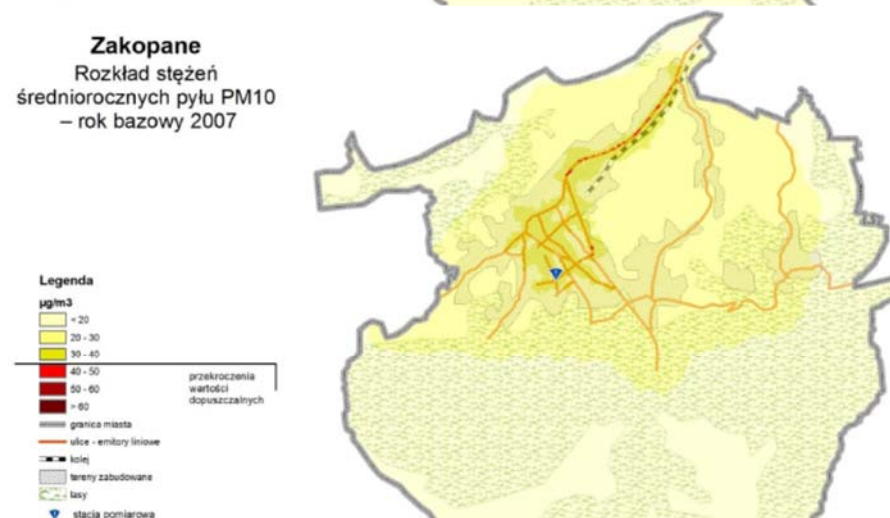 Zakopane
Rozkład stężeń
średniorocznych pyłu PM10
– rok bazowy 2007
Legenda
µg/m3
< 20
20 - 30
30 - 40
40 - 50
50 - 60
> 60
przekroczenia
wartości
dopuszczalnych
granica miasta
ulice - emitory liniowe
kolej
tereny zabudowane
lasy
stacja pomiarowa